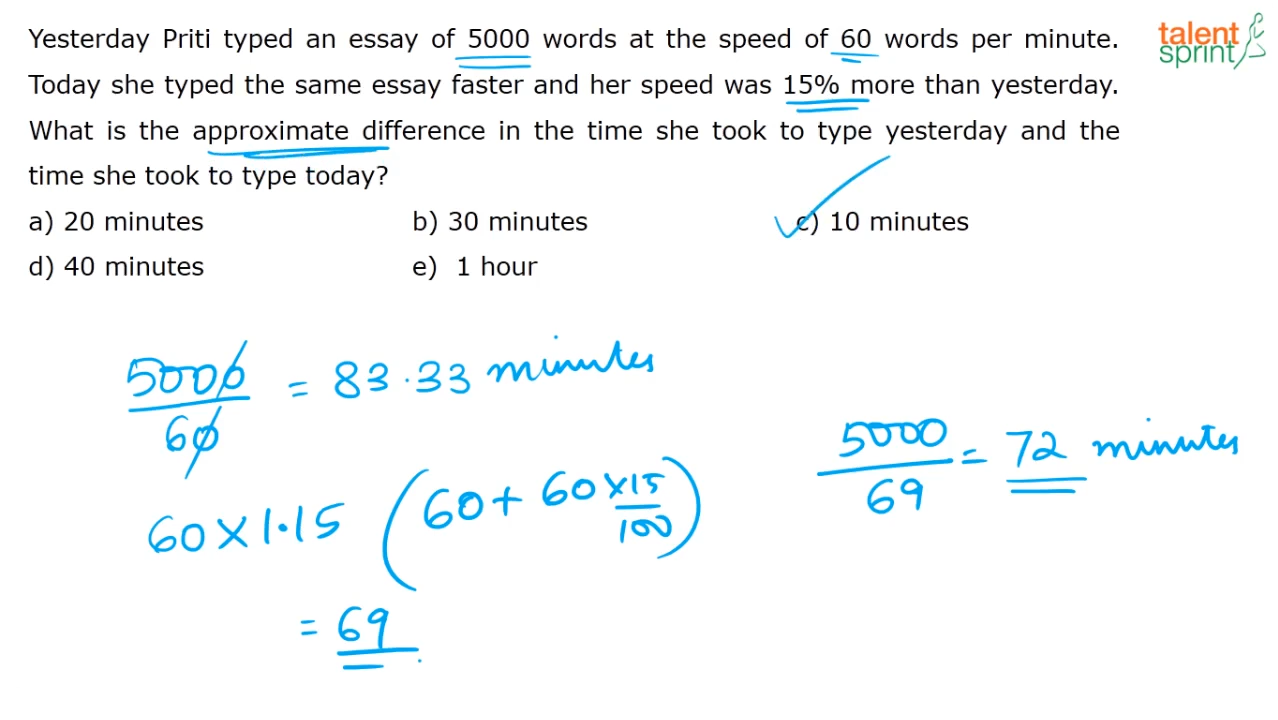 Yesterday Priti typed an essay of 5000 words at the speed of 60 words per minute.
Today she typed the same essay faster and her speed was 15% more than yesterday.
What is the approximate difference in the time she took to type yesterday and the
time she took to type today?
a) 20 minutes b) 30 minutes c) 10 minutes
d) 40 minutes e) 1 hour
talent
sprint
5000/60 = 83.33 minutes
60 × 1.15 (60 + 60 × 15/100)
= 69
5000/69 = 72 minutes